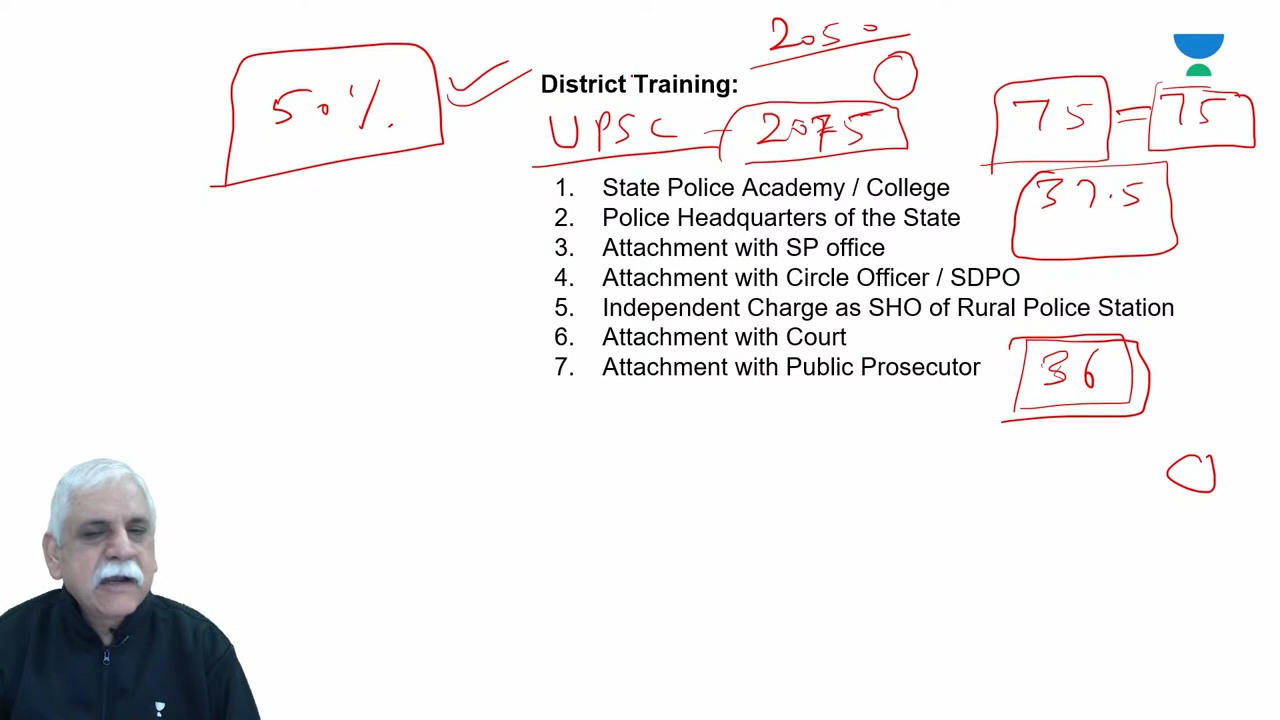 2050
50%.
District Training:
UPSC - 2075
75 = 75
1. State Police Academy / College
37.5
2. Police Headquarters of the State
3. Attachment with SP office
4. Attachment with Circle Officer / SDPO
5. Independent Charge as SHO of Rural Police Station
6. Attachment with Court
7. Attachment with Public Prosecutor
36